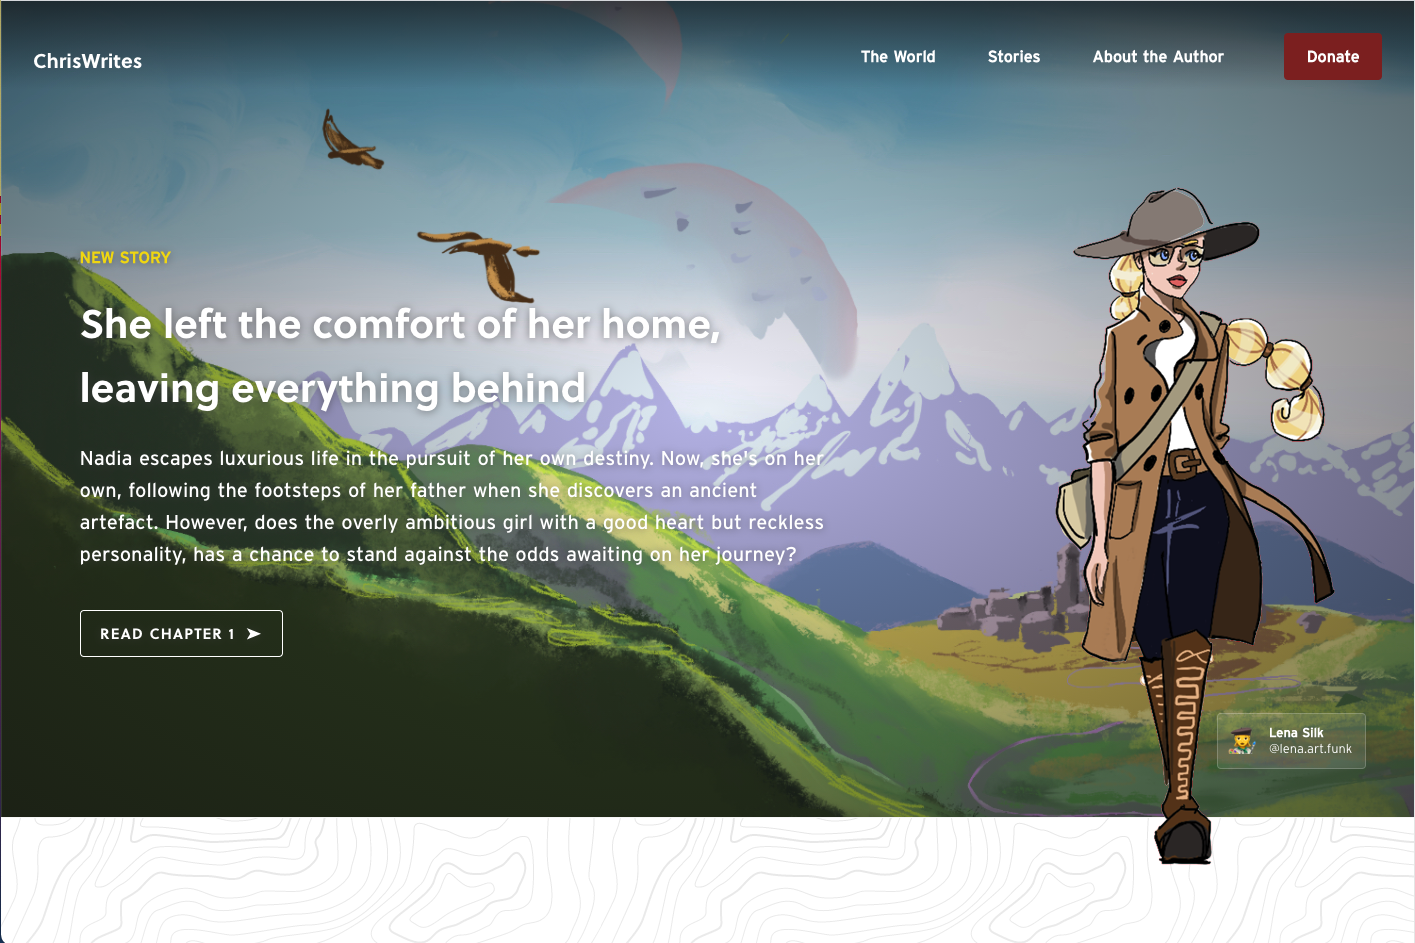 ChrisWrites
The World
Stories
About the Author
Donate
NEW STORY
She left the comfort of her home,
leaving everything behind
Nadia escapes luxurious life in the pursuit of her own destiny. Now, she's on her
own, following the footsteps of her father when she discovers an ancient
artefact. However, does the overly ambitious girl with a good heart but reckless
personality, has a chance to stand against the odds awaiting on her journey?
READ CHAPTER 1 ➤
Lena Silk
@lena.art.funk